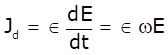 J_d = ∈ dE/dt = ∈ ωE